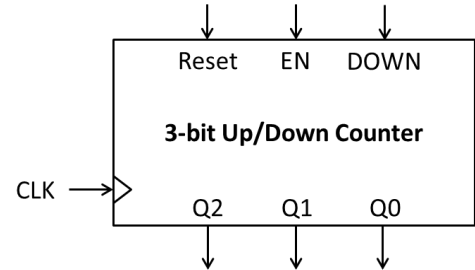 Reset EN DOWN
3-bit Up/Down Counter
CLK
Q2 Q1 Q0